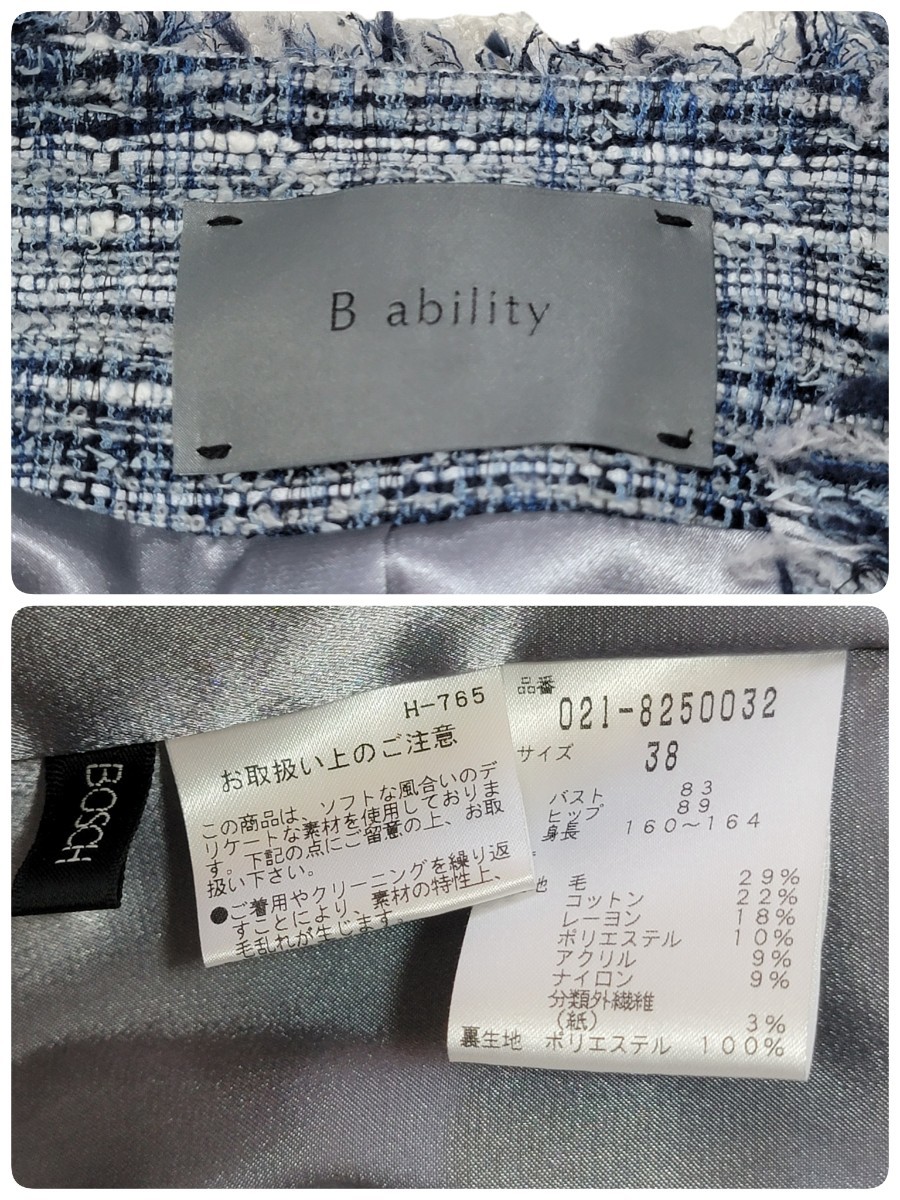 B ability
BOSCH
H-765
お取扱い上のご注意
この商品は、ソフトな風合いのデ
リケートな素材を使用しておりま
す。下記の点にご留意の上、お取
扱い下さい。
●ご着用やクリーニングを繰り返
すことにより、素材の特性上、
毛乱れが生じます
品番
021-8250032
サイズ
38
バスト 83
ヒップ 89
身長 160～164
地 毛 29%
コットン 22%
レーヨン 18%
ポリエステル 10%
アクリル 9%
ナイロン 9%
分類外繊維
(紙) 3%
裏生地 ポリエステル 100%